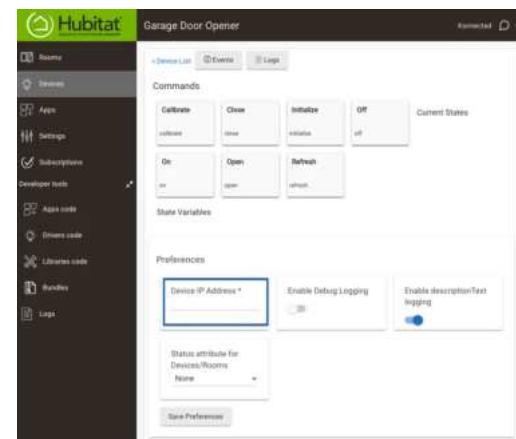 Hubitat
Garage Door Opener
Rooms
< Device List
Events
Logs
Devices
Commands
Apps
Calibrate
Close
Initialize
Off
Current States
Settings
calibrate
close
initialize
off
Subscriptions
On
Open
Refresh
Developer tools
on
open
refresh
Apps code
State Variables
Drivers code
Libraries code
Preferences
Bundles
Device IP Address *
Enable Debug Logging
Enable descriptionText
logging
Logs
Status attribute for
Devices/Rooms
None
Save Preferences